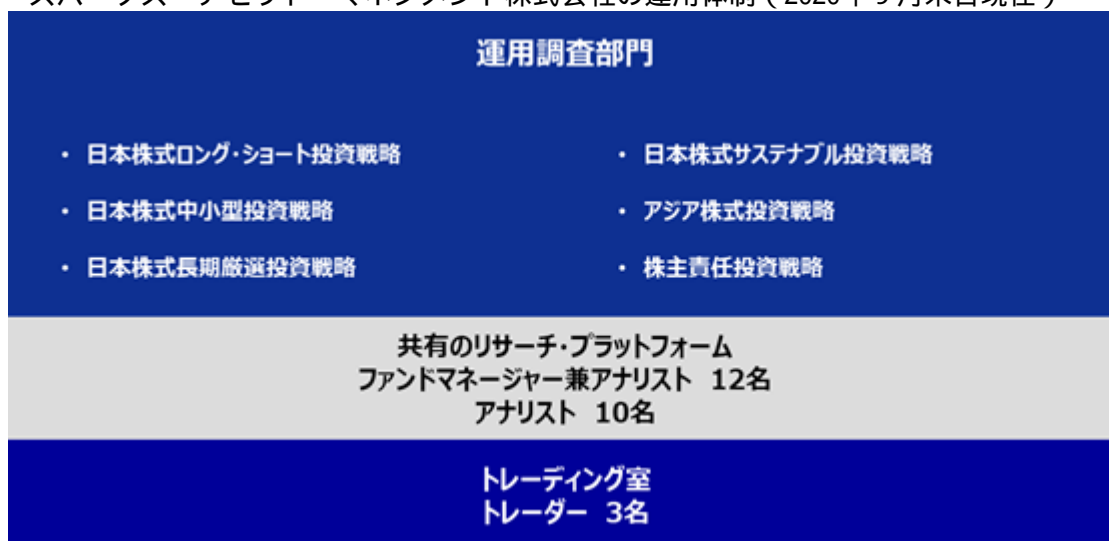 運用調査部門
・ 日本株式ロング・ショート投資戦略
・ 日本株式サステナブル投資戦略
・ 日本株式中小型投資戦略
・ アジア株式投資戦略
・ 日本株式長期厳選投資戦略
・ 株主責任投資戦略
共有のリサーチ・プラットフォーム
ファンドマネージャー兼アナリスト 12名
アナリスト 10名
トレーディング室
トレーダー 3名